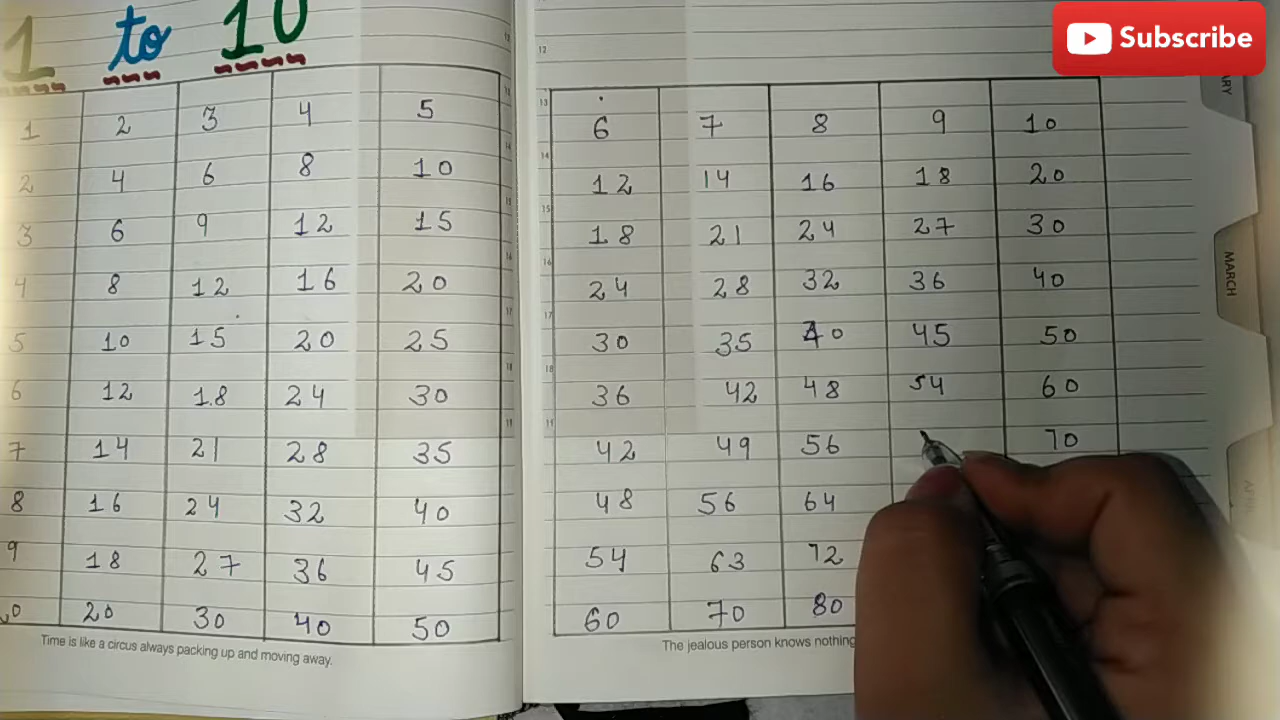 1 to 10
Subscribe
1 2 3 4 5 6 7 8 9 10
2 4 6 8 10 12 14 16 18 20
3 6 9 12 15 18 21 24 27 30
4 8 12 16 20 24 28 32 36 40
5 10 15 20 25 30 35 40 45 50
6 12 18 24 30 36 42 48 54 60
7 14 21 28 35 42 49 56 70
8 16 24 32 40 48 56 64
9 18 27 36 45 54 63 72
20 30 40 50 60 70 80
Time is like a circus always packing up and moving away.
The jealous person knows nothing
MARCH